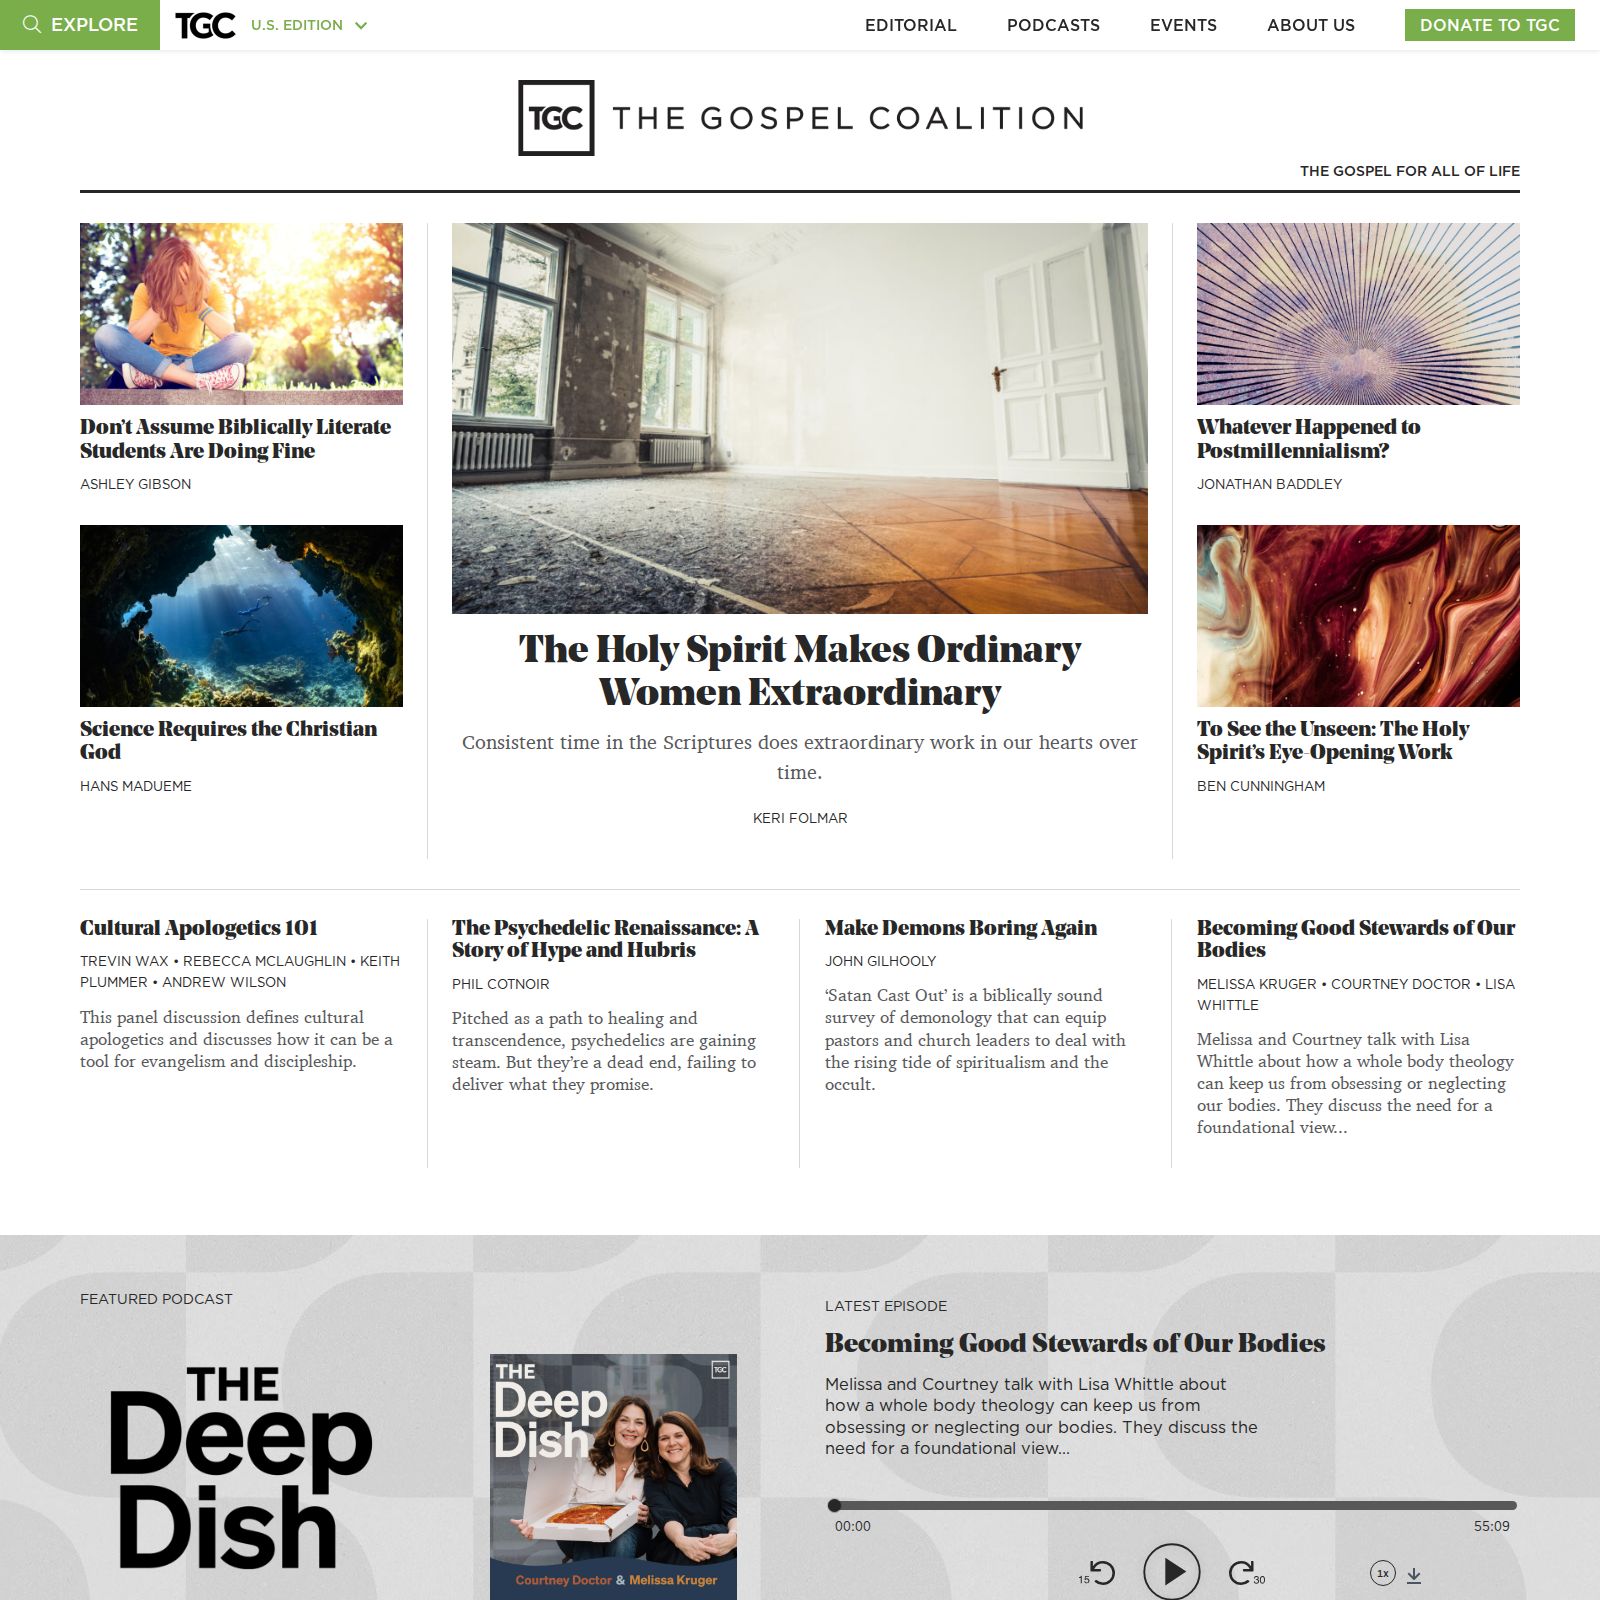 EXPLORE
TGC
U.S. EDITION
EDITORIAL
PODCASTS
EVENTS
ABOUT US
DONATE TO TGC
TGC THE GOSPEL COALITION
THE GOSPEL FOR ALL OF LIFE
Don’t Assume Biblically Literate
Students Are Doing Fine
ASHLEY GIBSON
Science Requires the Christian
God
HANS MADUEME
The Holy Spirit Makes Ordinary
Women Extraordinary
Consistent time in the Scriptures does extraordinary work in our hearts over
time.
KERI FOLMAR
Whatever Happened to
Postmillennialism?
JONATHAN BADDLEY
To See the Unseen: The Holy
Spirit’s Eye-Opening Work
BEN CUNNINGHAM
Cultural Apologetics 101
TREVIN WAX • REBECCA MCLAUGHLIN • KEITH
PLUMMER • ANDREW WILSON
This panel discussion defines cultural
apologetics and discusses how it can be a
tool for evangelism and discipleship.
The Psychedelic Renaissance: A
Story of Hype and Hubris
PHIL COTNOIR
Pitched as a path to healing and
transcendence, psychedelics are gaining
steam. But they’re a dead end, failing to
deliver what they promise.
Make Demons Boring Again
JOHN GILHOOLY
‘Satan Cast Out’ is a biblically sound
survey of demonology that can equip
pastors and church leaders to deal with
the rising tide of spiritualism and the
occult.
Becoming Good Stewards of Our
Bodies
MELISSA KRUGER • COURTNEY DOCTOR • LISA
WHITTLE
Melissa and Courtney talk with Lisa
Whittle about how a whole body theology
can keep us from obsessing or neglecting
our bodies. They discuss the need for a
foundational view...
FEATURED PODCAST
THE
Deep
Dish
THE
Deep
Dish
TGC
Courtney Doctor & Melissa Kruger
LATEST EPISODE
Becoming Good Stewards of Our Bodies
Melissa and Courtney talk with Lisa Whittle about
how a whole body theology can keep us from
obsessing or neglecting our bodies. They discuss the
need for a foundational view...
00:00
55:09
15
30
1x